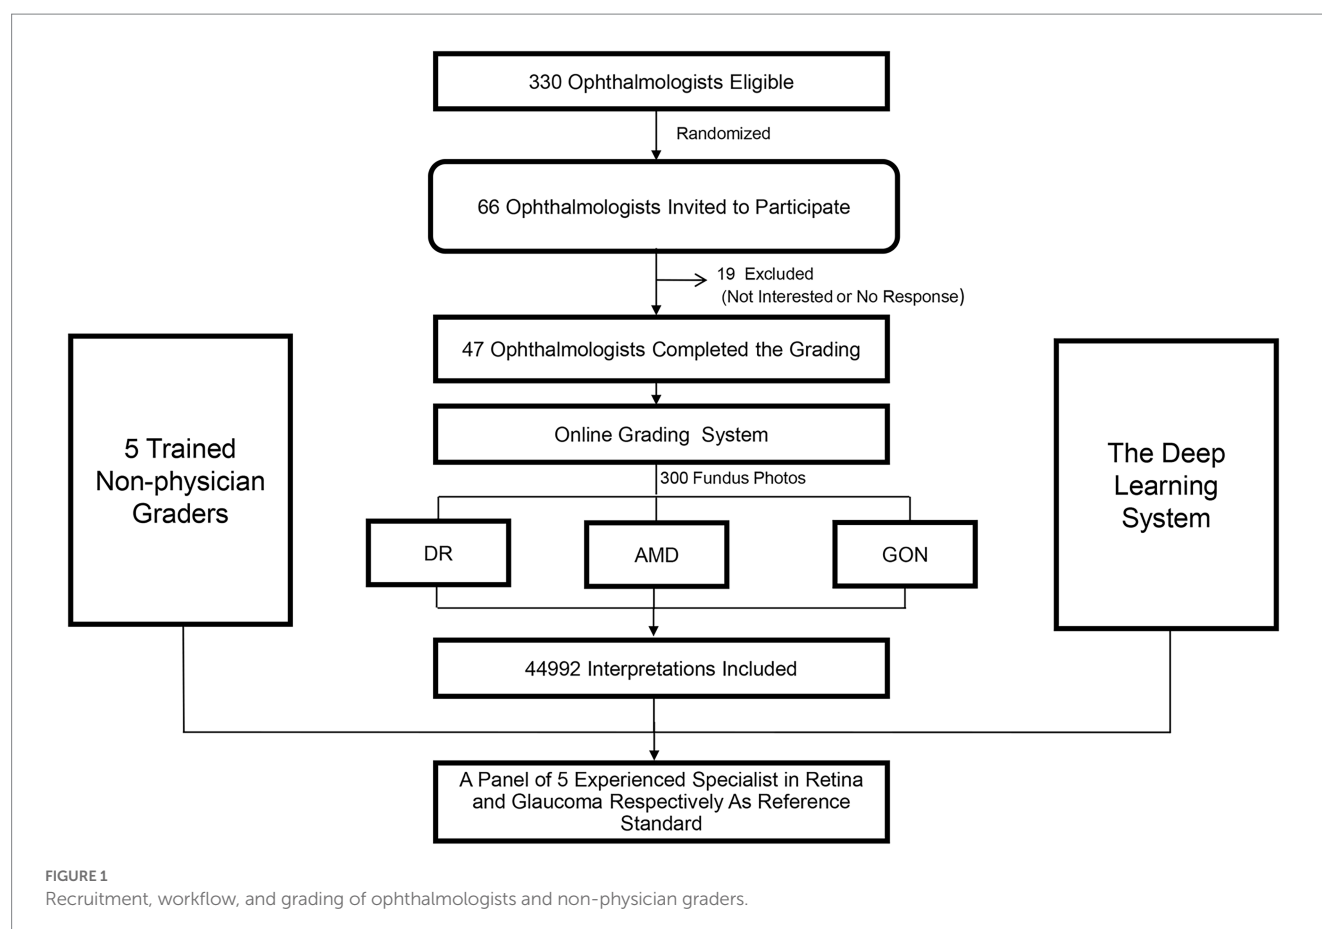 330 Ophthalmologists Eligible
Randomized
66 Ophthalmologists Invited to Participate
19 Excluded
(Not Interested or No Response)
47 Ophthalmologists Completed the Grading
5 Trained
Non-physician
Graders
Online Grading System
The Deep
Learning
System
300 Fundus Photos
DR
AMD
GON
44992 Interpretations Included
A Panel of 5 Experienced Specialist in Retina
and Glaucoma Respectively As Reference
Standard
FIGURE 1
Recruitment, workflow, and grading of ophthalmologists and non-physician graders.